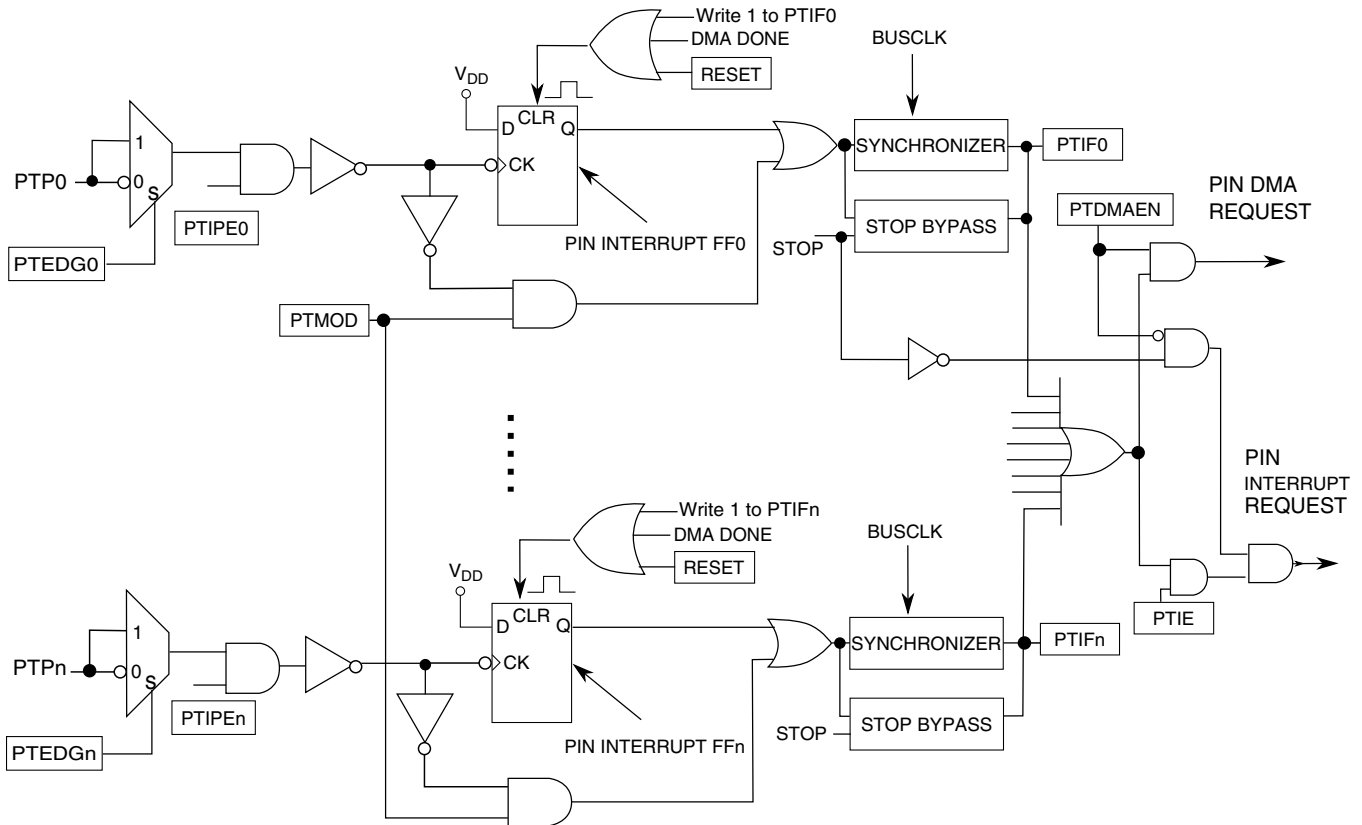 Write 1 to PTIF0
DMA DONE
RESET
BUSCLK
VDD
CLR
D
Q
CK
1
0
S
PTP0
PTIPE0
PTEDG0
PIN INTERRUPT FF0
SYNCHRONIZER
PTIF0
STOP BYPASS
STOP
PTDMAEN
PIN DMA
REQUEST
PTMOD
Write 1 to PTIFn
DMA DONE
RESET
BUSCLK
PIN
INTERRUPT
REQUEST
VDD
CLR
D
Q
CK
1
0
S
PTPn
PTIPEn
PTEDGn
PIN INTERRUPT FFn
SYNCHRONIZER
PTIFn
STOP BYPASS
STOP
PTIE